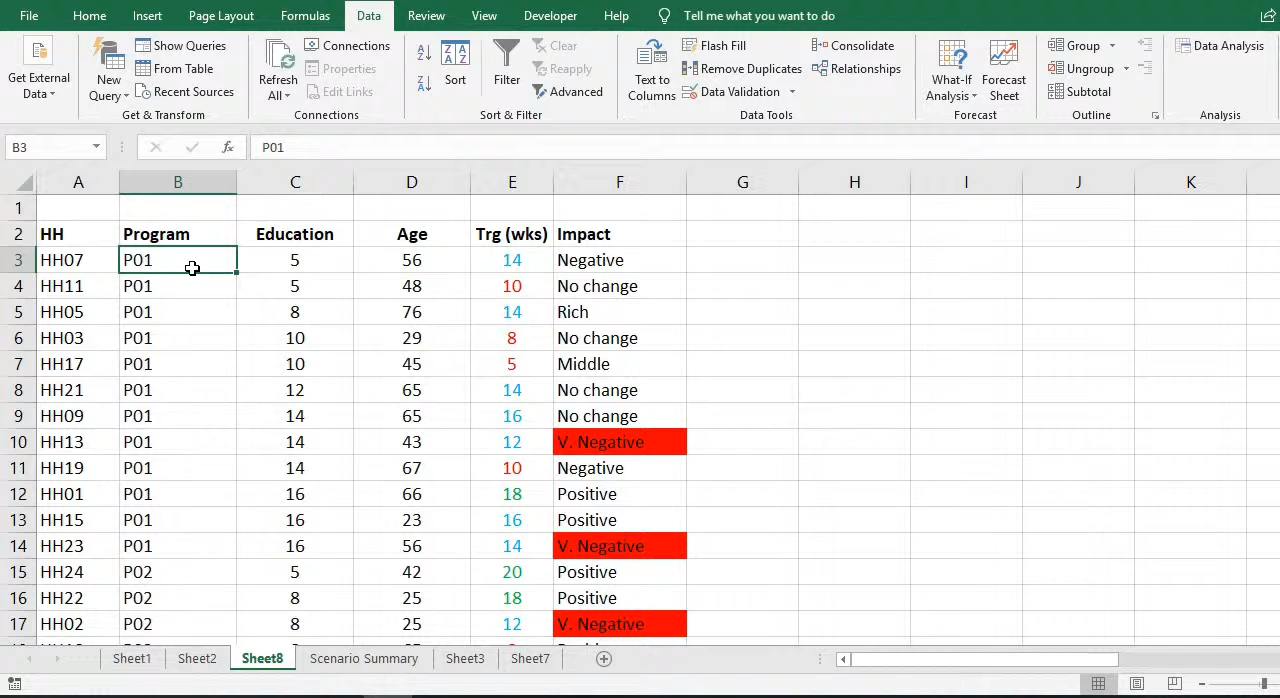 File Home Insert Page Layout Formulas Data Review View Developer Help Tell me what you want to do
Get External Data
New Query
Show Queries
From Table
Recent Sources
Get & Transform
Refresh All
Connections
Properties
Edit Links
Connections
Sort
Filter
Clear
Reapply
Advanced
Sort & Filter
Text to Columns
Flash Fill
Remove Duplicates
Data Validation
Consolidate
Relationships
Data Tools
What-If Analysis
Forecast Sheet
Forecast
Group
Ungroup
Subtotal
Outline
Data Analysis
Analysis
B3 fx P01
A B C D E F G H I J K
1
2 HH Program Education Age Trg (wks) Impact
3 HH07 P01 5 56 14 Negative
4 HH11 P01 5 48 10 No change
5 HH05 P01 8 76 14 Rich
6 HH03 P01 10 29 8 No change
7 HH17 P01 10 45 5 Middle
8 HH21 P01 12 65 14 No change
9 HH09 P01 14 65 16 No change
10 HH13 P01 14 43 12 V. Negative
11 HH19 P01 14 67 10 Negative
12 HH01 P01 16 66 18 Positive
13 HH15 P01 16 23 16 Positive
14 HH23 P01 16 56 14 V. Negative
15 HH24 P02 5 42 20 Positive
16 HH22 P02 8 25 18 Positive
17 HH02 P02 8 25 12 V. Negative
Sheet1 Sheet2 Sheet8 Scenario Summary Sheet3 Sheet7